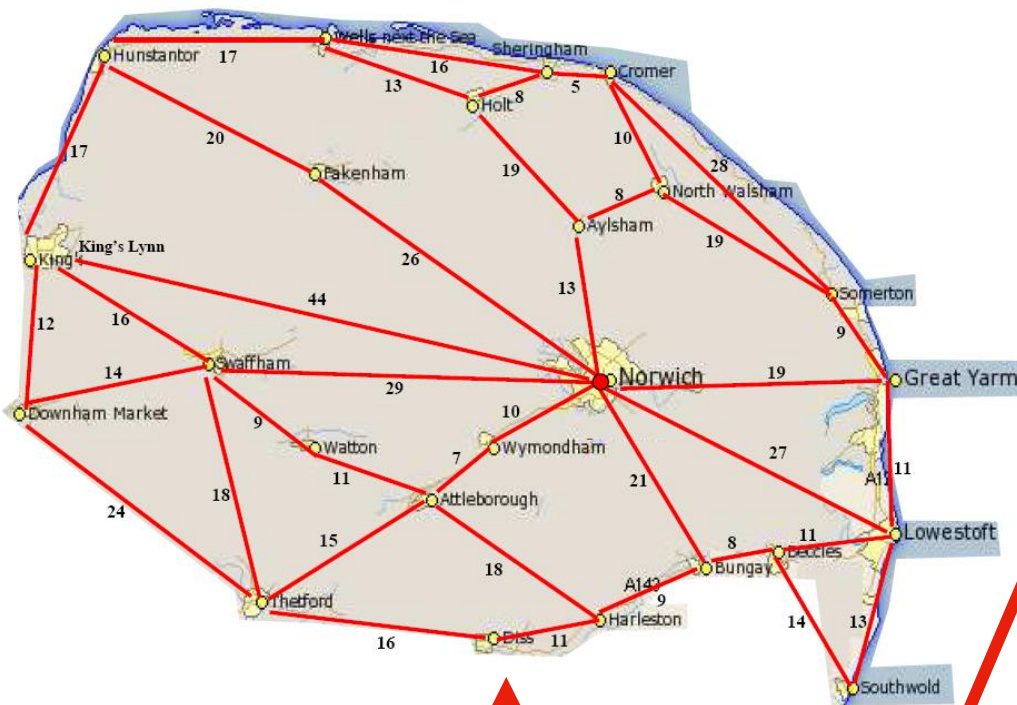 Wells next the Sea
Sheringham
Hunstantor
17
16
Cromer
13
8
5
Holt
17
20
10
28
Fakenham
19
8
North Walsham
Aylsham
King's Lynn
King's
26
19
13
Somerton
44
12
16
9
Swaffham
14
29
Norwich
19
Great Yarm
Downham Market
10
9
Watton
Wymondham
27
7
11
11
Attleborough
24
18
21
Lowestoft
15
8
11
Beccles
18
Bungay
A143
9
Thetford
Harleston
14
13
16
Diss
11
Southwold